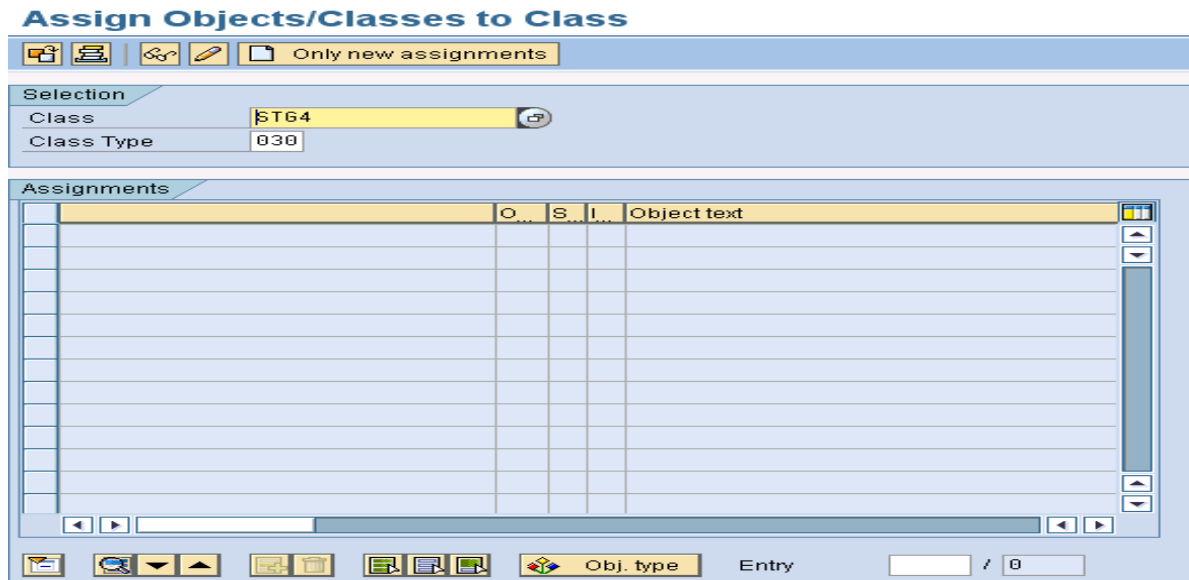 Assign Objects/Classes to Class
Only new assignments
Selection
Class STG4
Class Type 030
Assignments
O... S... I... Object text
Obj. type Entry / 0